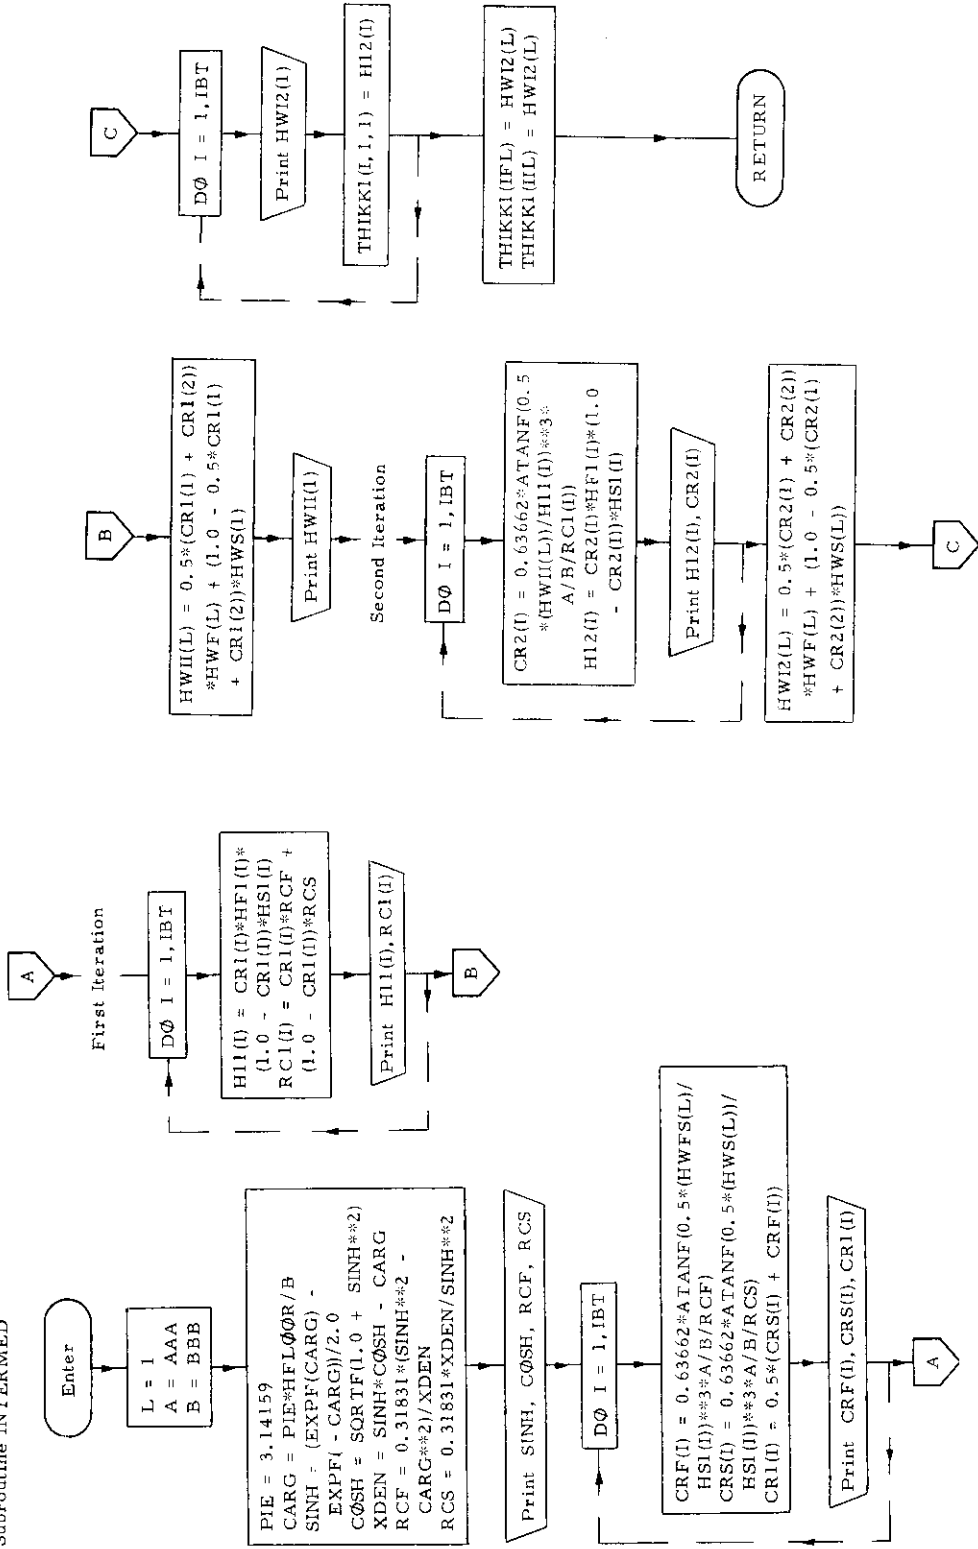 Subroutine INTERMED
Enter
L = 1
A = AAA
B = BBB
PIE = 3.14159
CARG = PIE*HFLØØR/B
SINH = (EXPF(CARG) -
EXPF( - CARG))/2.0
CØSH = SQRTF(1.0 + SINH**2)
XDEN = SINH*CØSH - CARG
RCF = 0.31831*(SINH**2 -
CARG**2)/XDEN
RCS = 0.31831*XDEN/SINH**2
Print SINH, CØSH, RCF, RCS
DØ I = 1,IBT
CRF(I) = 0.63662*ATANF(0.5*(HWFS(L)/
HS1(I))**3*A/B/RCF)
CRS(I) = 0.63662*ATANF(0.5*(HWS(L)/
HS1(I))**3*A/B/RCS)
CR1(I) = 0.5*(CRS(I) + CRF(I))
Print CRF(I), CRS(I), CR1(I)
A
A
First Iteration
DØ I = 1,IBT
H11(I) = CR1(I)*HF1(I)*
(1.0 - CR1(I))*HS1(I)
RC1(I) = CR1(I)*RCF +
(1.0 - CR1(I))*RCS
Print H11(I), RC1(I)
B
B
HWII(L) = 0.5*(CR1(1) + CR1(2))
*HWF(L) + (1.0 - 0.5*CR1(1)
+ CR1(2))*HWS(1)
Print HWII(1)
Second Iteration
DØ I = 1,IBT
CR2(I) = 0.63662*ATANF(0.5
*(HWII(L))/H11(I))**3*
A/B/RC1(I))
H12(I) = CR2(I)*HF1(I)*(1.0
- CR2(I))*HS1(I)
Print H12(I), CR2(I)
HWI2(L) = 0.5*(CR2(1) + CR2(2))
*HWF(L) + (1.0 - 0.5*(CR2(1)
+ CR2(2))*HWS(L))
C
C
DØ I = 1,IBT
Print HWI2(1)
THIKK1(I,1,1) = H12(I)
THIKK1(IFL) = HWI2(L)
THIKK1(IIL) = HWI2(L)
RETURN